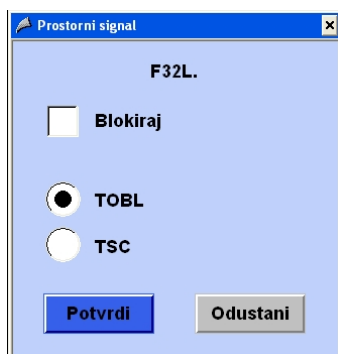 Prostorni signal
F32L.
Blokiraj
TOBL
TSC
Potvrdi Odustani